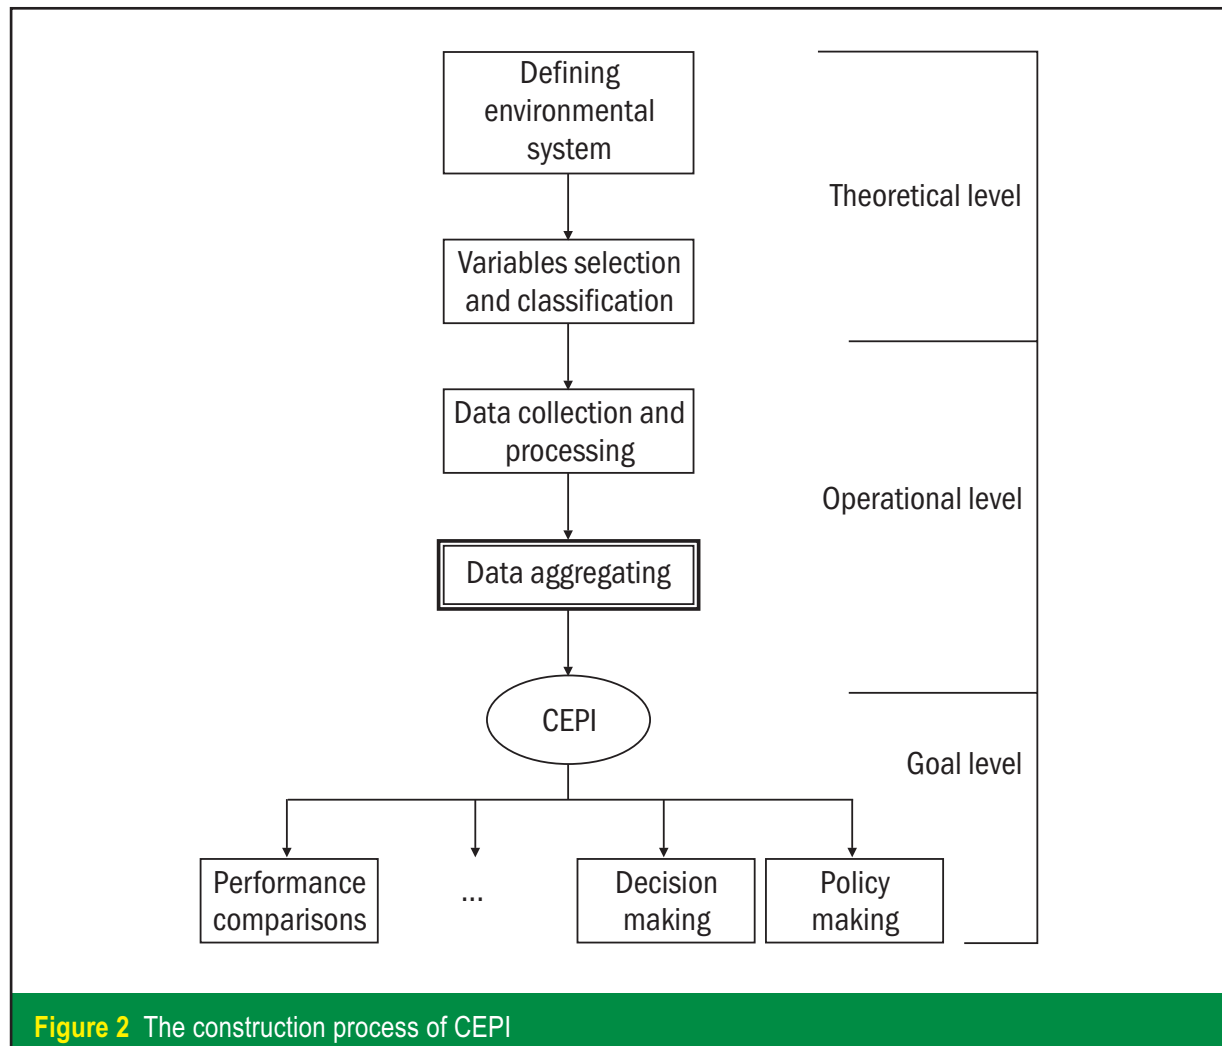 Defining
environmental
system
Theoretical level
Variables selection
and classification
Data collection and
processing
Operational level
Data aggregating
CEPI
Goal level
Performance
comparisons
...
Decision
making
Policy
making
Figure 2 The construction process of CEPI